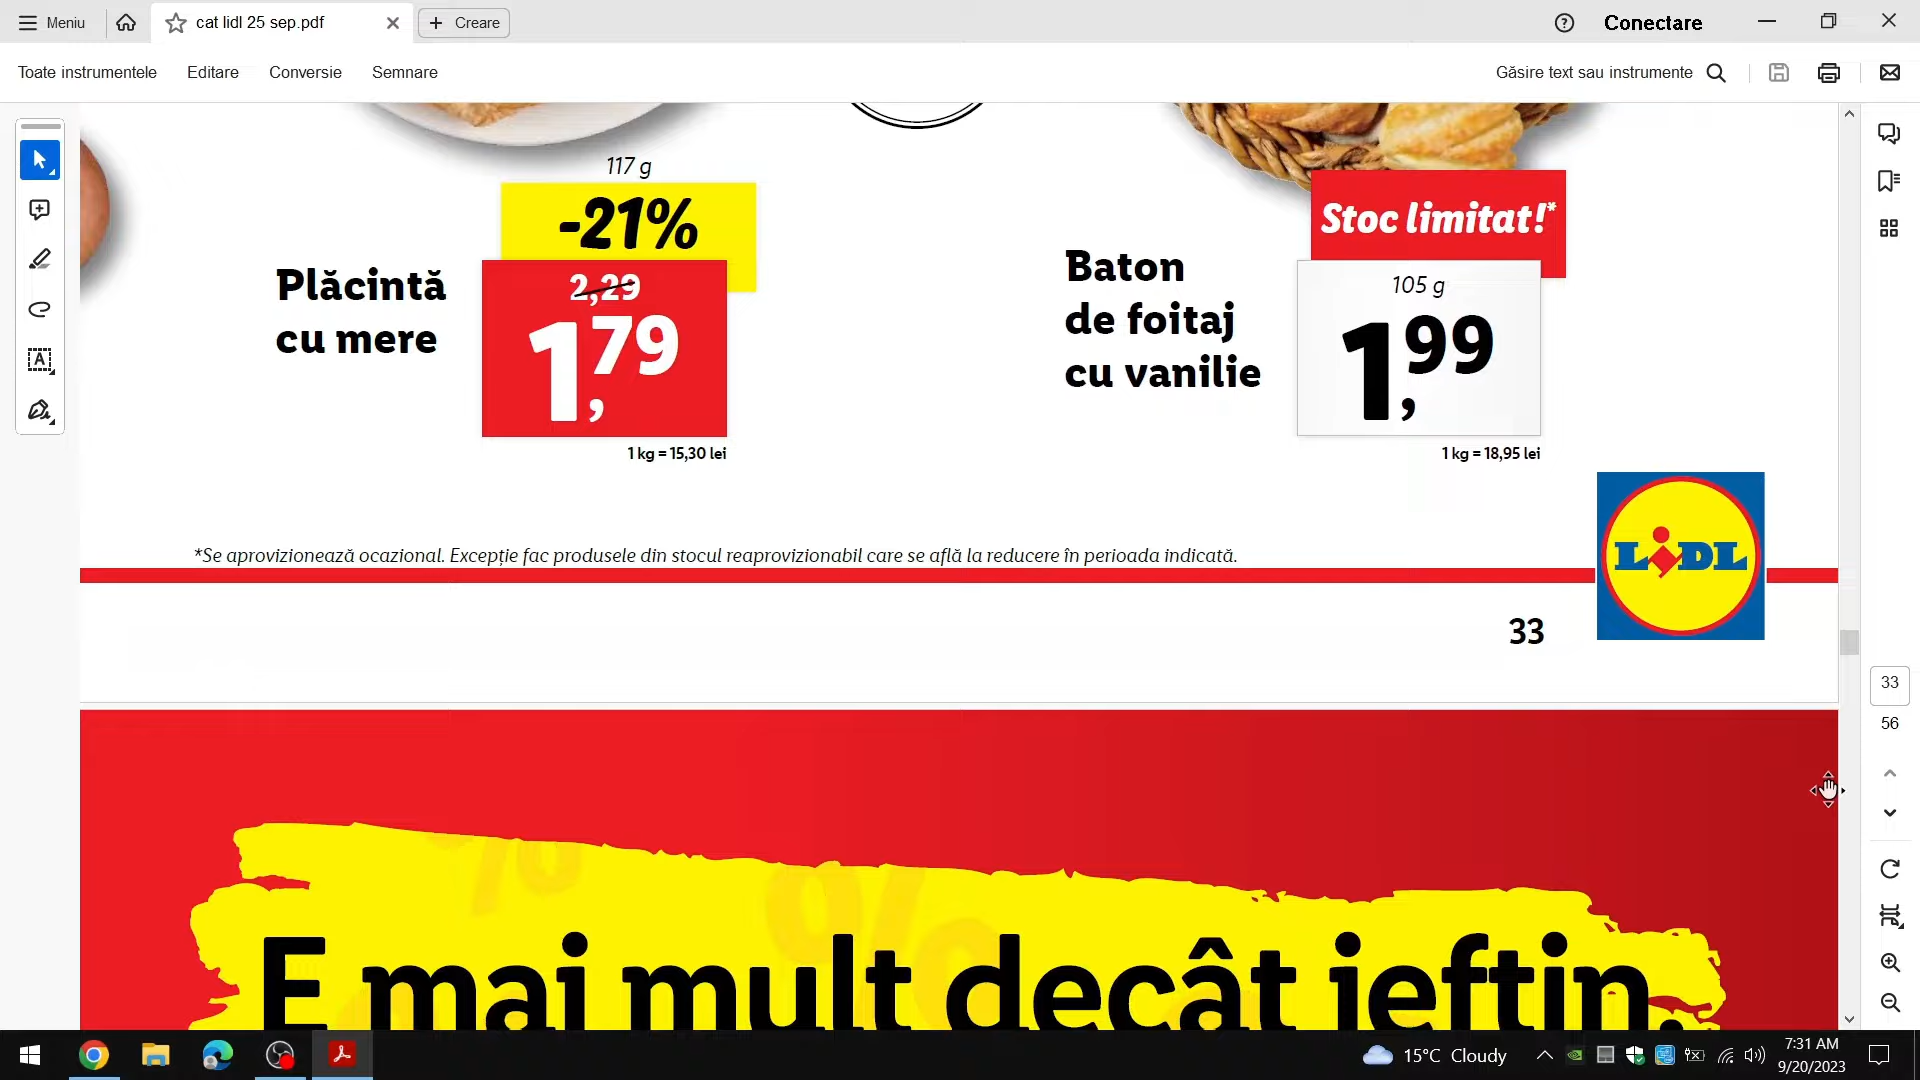 Meniu
cat lidl 25 sep.pdf
Creare
Conectare
Toate instrumentele
Editare
Conversie
Semnare
Găsire text sau instrumente
117 g
-21%
Plăcintă
cu mere
2,29
1,79
1 kg = 15,30 lei
Stoc limitat!*
Baton
de foitaj
cu vanilie
105 g
1,99
1 kg = 18,95 lei
*Se aprovizionează ocazional. Excepție fac produsele din stocul reaprovizionabil care se află la reducere în perioada indicată.
LIDL
33
33
56
E mai mult decât ieftin.
15°C Cloudy
7:31 AM
9/20/2023